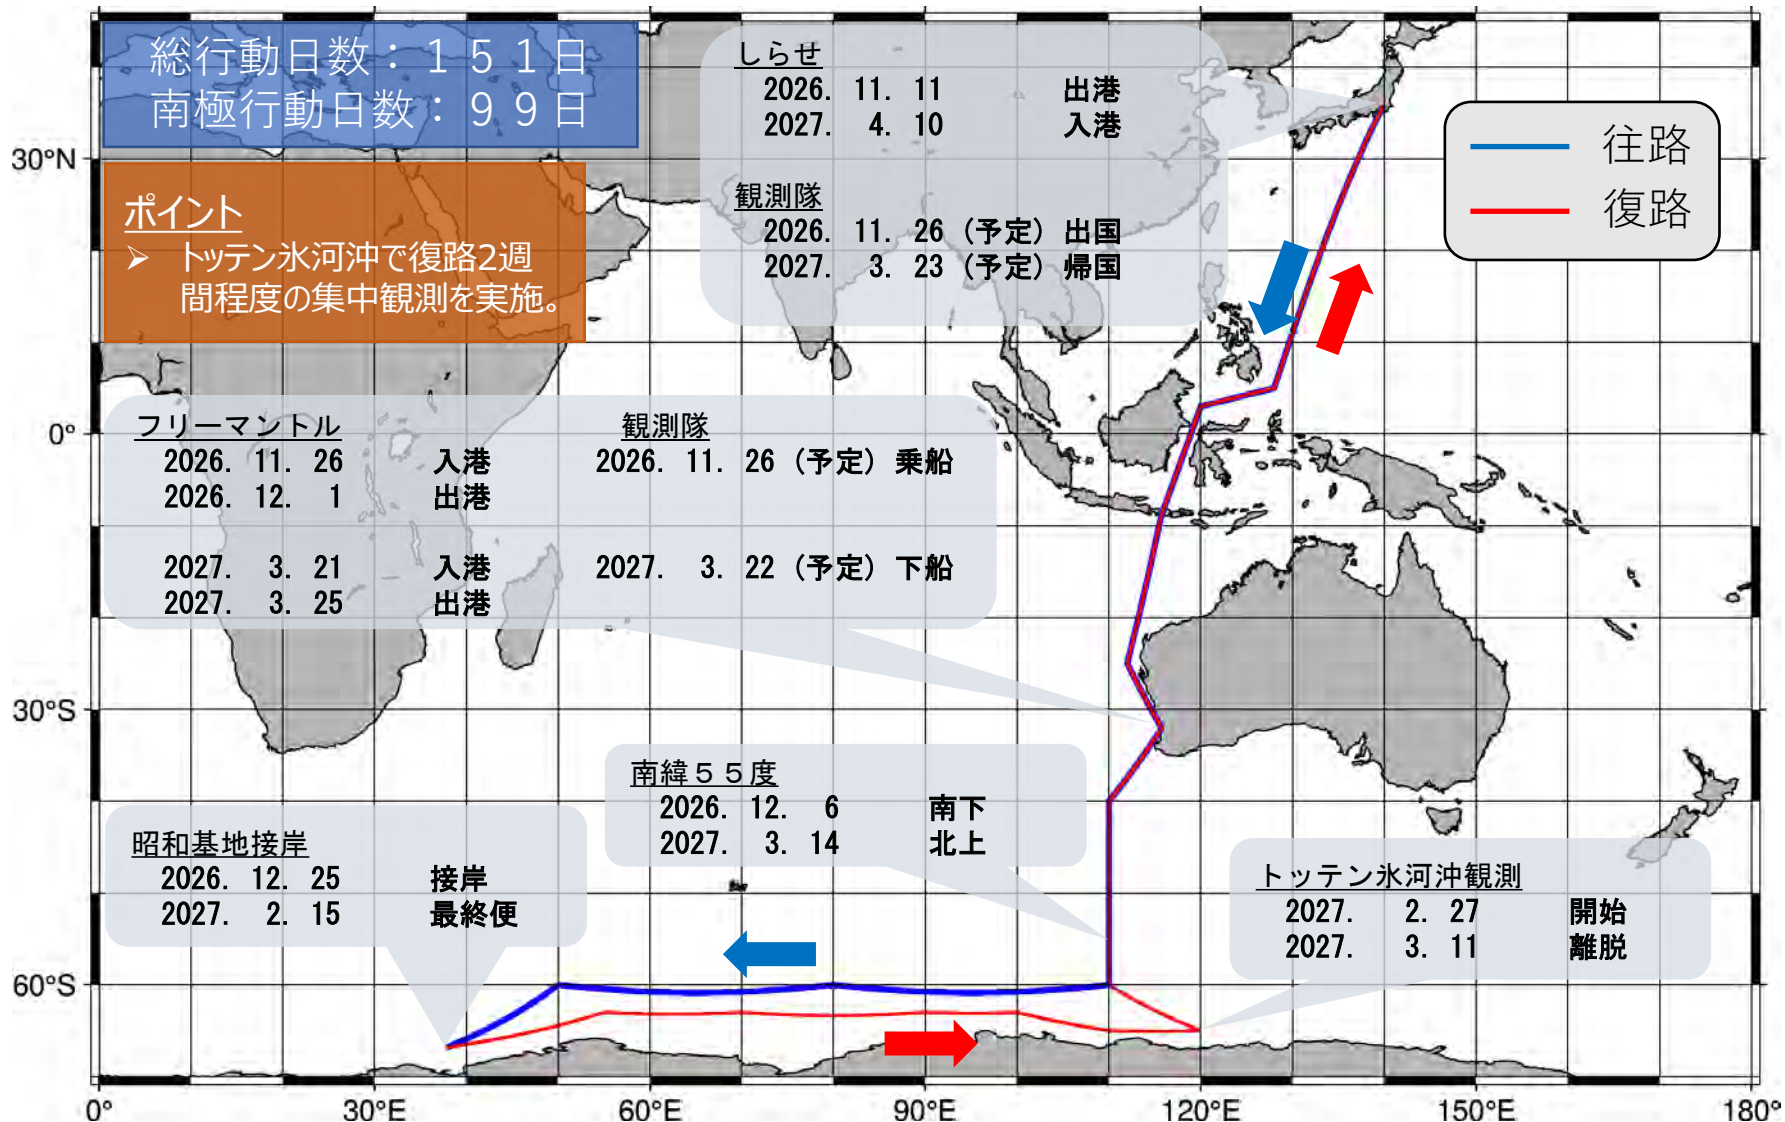 総行動日数：１５１日
南極行動日数：９９日
ポイント
➢ トッテン氷河沖で復路2週
間程度の集中観測を実施。
しらせ
2026. 11. 11 出港
2027. 4. 10 入港
観測隊
2026. 11. 26 (予定) 出国
2027. 3. 23 (予定) 帰国
往路
復路
フリーマントル
2026. 11. 26 入港
2026. 12. 1 出港
2027. 3. 21 入港
2027. 3. 25 出港
観測隊
2026. 11. 26 (予定) 乗船
2027. 3. 22 (予定) 下船
南緯５５度
2026. 12. 6 南下
2027. 3. 14 北上
昭和基地接岸
2026. 12. 25 接岸
2027. 2. 15 最終便
トッテン氷河沖観測
2027. 2. 27 開始
2027. 3. 11 離脱
30°N
0°
30°S
60°S
0° 30°E 60°E 90°E 120°E 150°E 180°